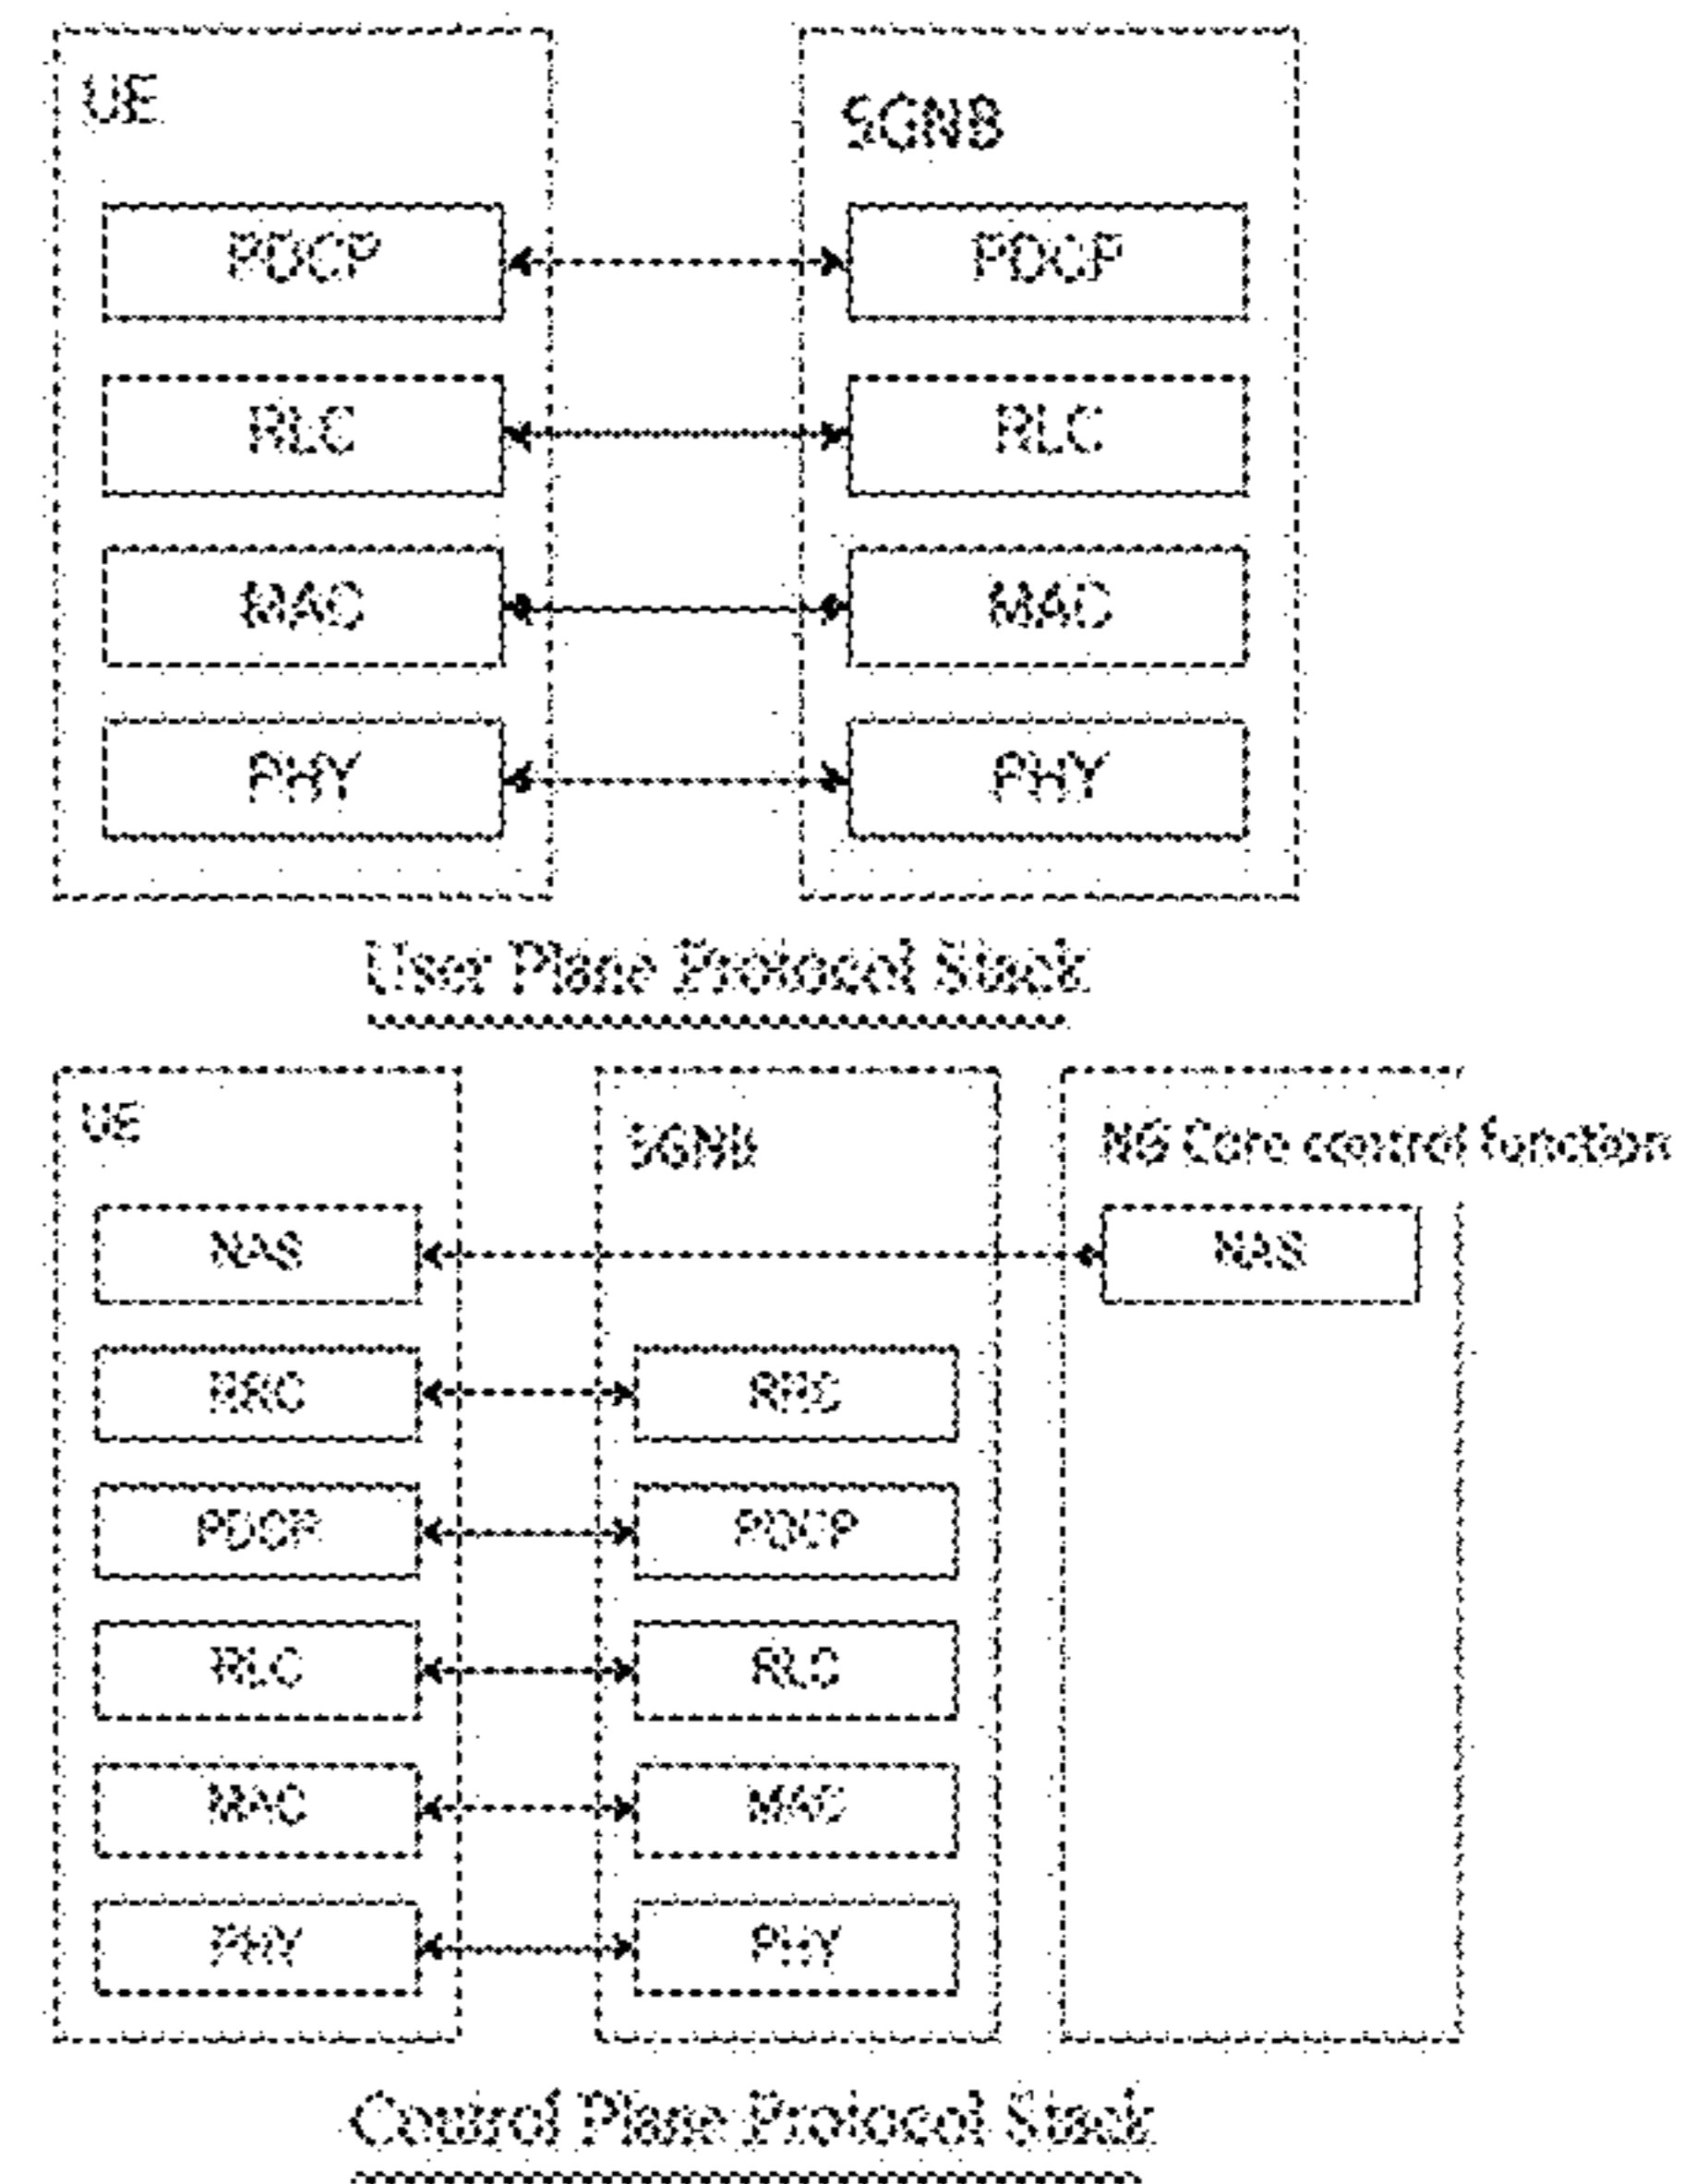 UE
5GNB
PDCP
PDCP
RLC
RLC
MAC
MAC
PHY
PHY
User Plane Protocol Stack
UE
5GNB
NG Core control function
NAS
NAS
RRC
RRC
PDCP
PDCP
RLC
RLC
MAC
MAC
PHY
PHY
Control Plane Protocol Stack